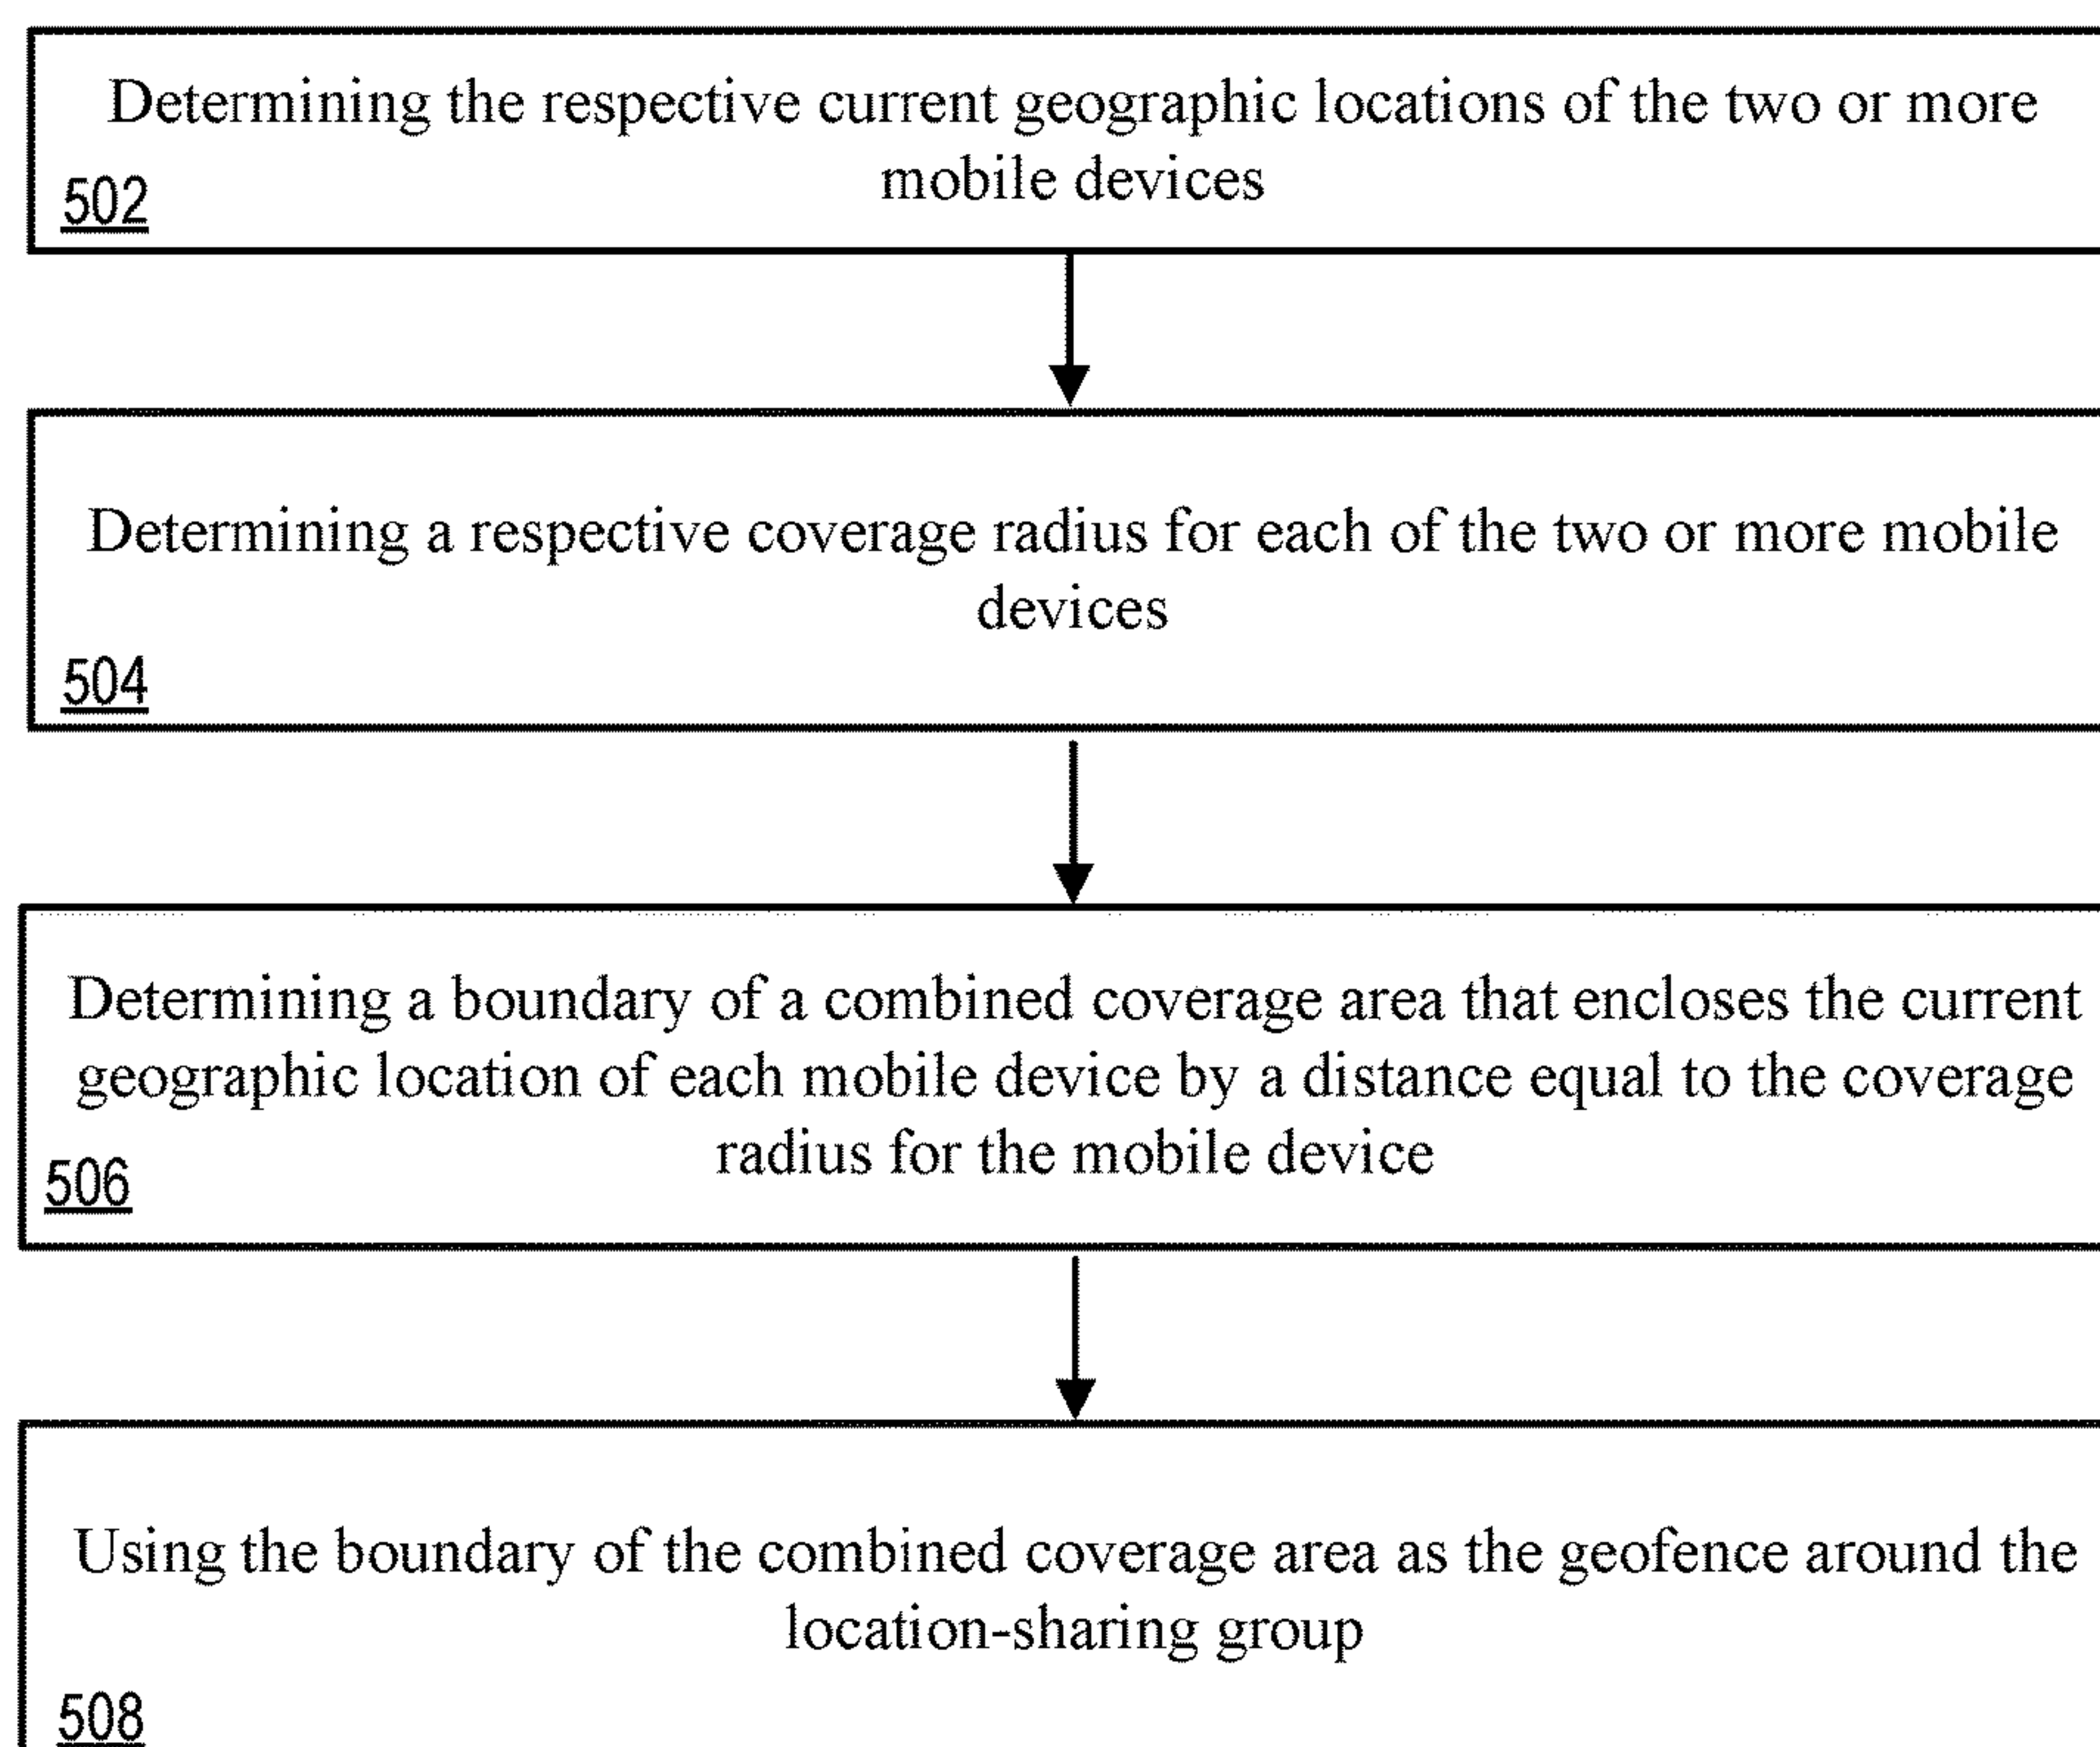 Determining the respective current geographic locations of the two or more
mobile devices
502
Determining a respective coverage radius for each of the two or more mobile
devices
504
Determining a boundary of a combined coverage area that encloses the current
geographic location of each mobile device by a distance equal to the coverage
radius for the mobile device
506
Using the boundary of the combined coverage area as the geofence around the
location-sharing group
508